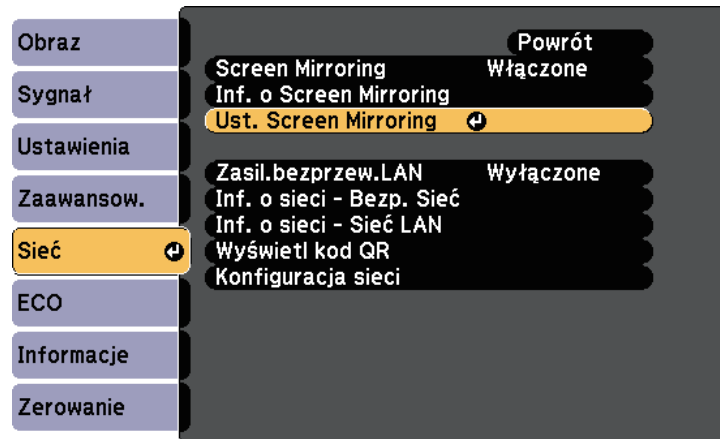 Obraz
Sygnał
Ustawienia
Zaawansow.
Sieć
ECO
Informacje
Zerowanie
Powrót
Screen Mirroring Włączone
Inf. o Screen Mirroring
Ust. Screen Mirroring
Zasil.bezprzew.LAN Wyłączone
Inf. o sieci - Bezp. Sieć
Inf. o sieci - Sieć LAN
Wyświetl kod QR
Konfiguracja sieci